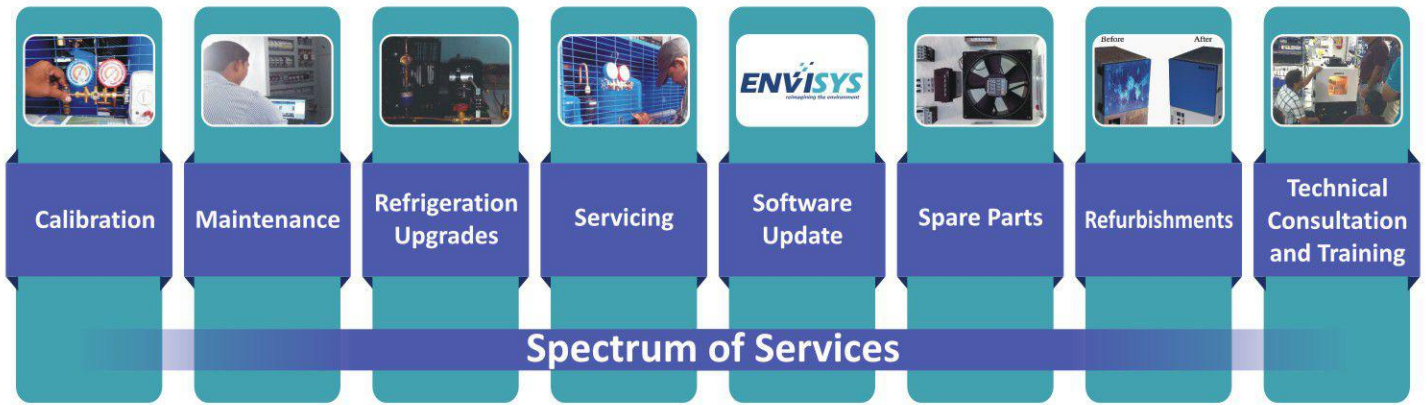 ENVISYS
reimagining the environment
Before After
Calibration
Maintenance
Refrigeration
Upgrades
Servicing
Software
Update
Spare Parts
Refurbishments
Technical
Consultation
and Training
Spectrum of Services